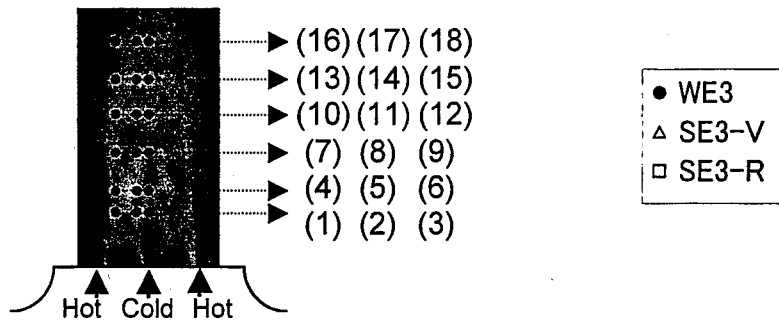 (16) (17) (18)
(13) (14) (15)
(10) (11) (12)
(7) (8) (9)
(4) (5) (6)
(1) (2) (3)
Hot Cold Hot
● WE3
△ SE3-V
□ SE3-R